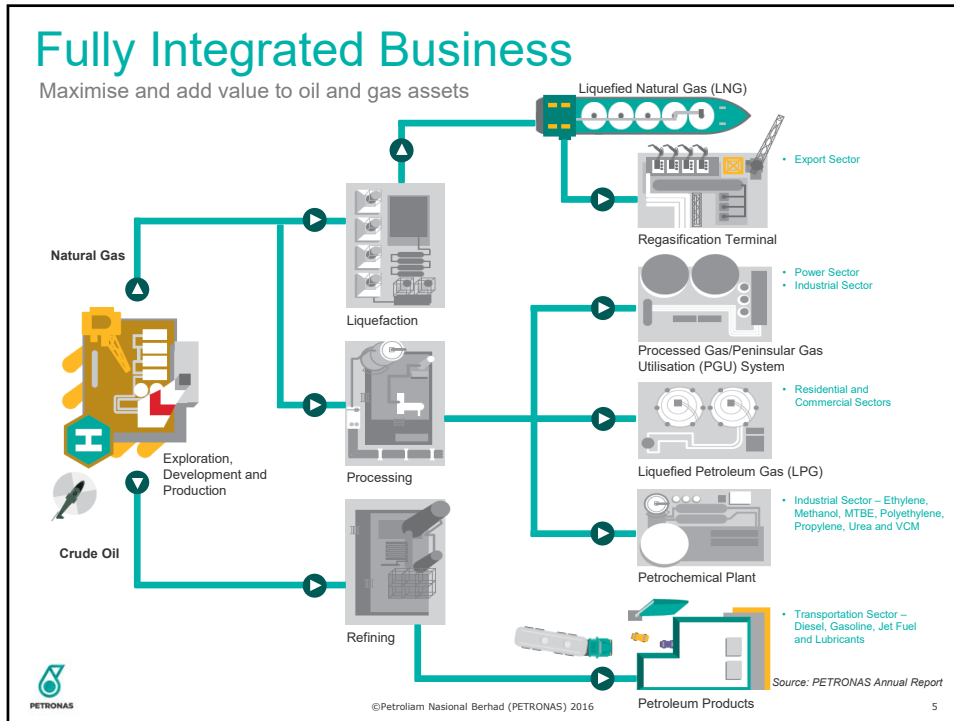 Fully Integrated Business
Maximise and add value to oil and gas assets
Liquefied Natural Gas (LNG)
• Export Sector
Regasification Terminal
Natural Gas
Liquefaction
• Power Sector
• Industrial Sector
Processed Gas/Peninsular Gas
Utilisation (PGU) System
H
Exploration,
Development and
Production
Processing
• Residential and
Commercial Sectors
Liquefied Petroleum Gas (LPG)
• Industrial Sector – Ethylene,
Methanol, MTBE, Polyethylene,
Propylene, Urea and VCM
Petrochemical Plant
Crude Oil
Refining
• Transportation Sector –
Diesel, Gasoline, Jet Fuel
and Lubricants
Petroleum Products
Source: PETRONAS Annual Report
PETRONAS
©Petroliam Nasional Berhad (PETRONAS) 2016
5